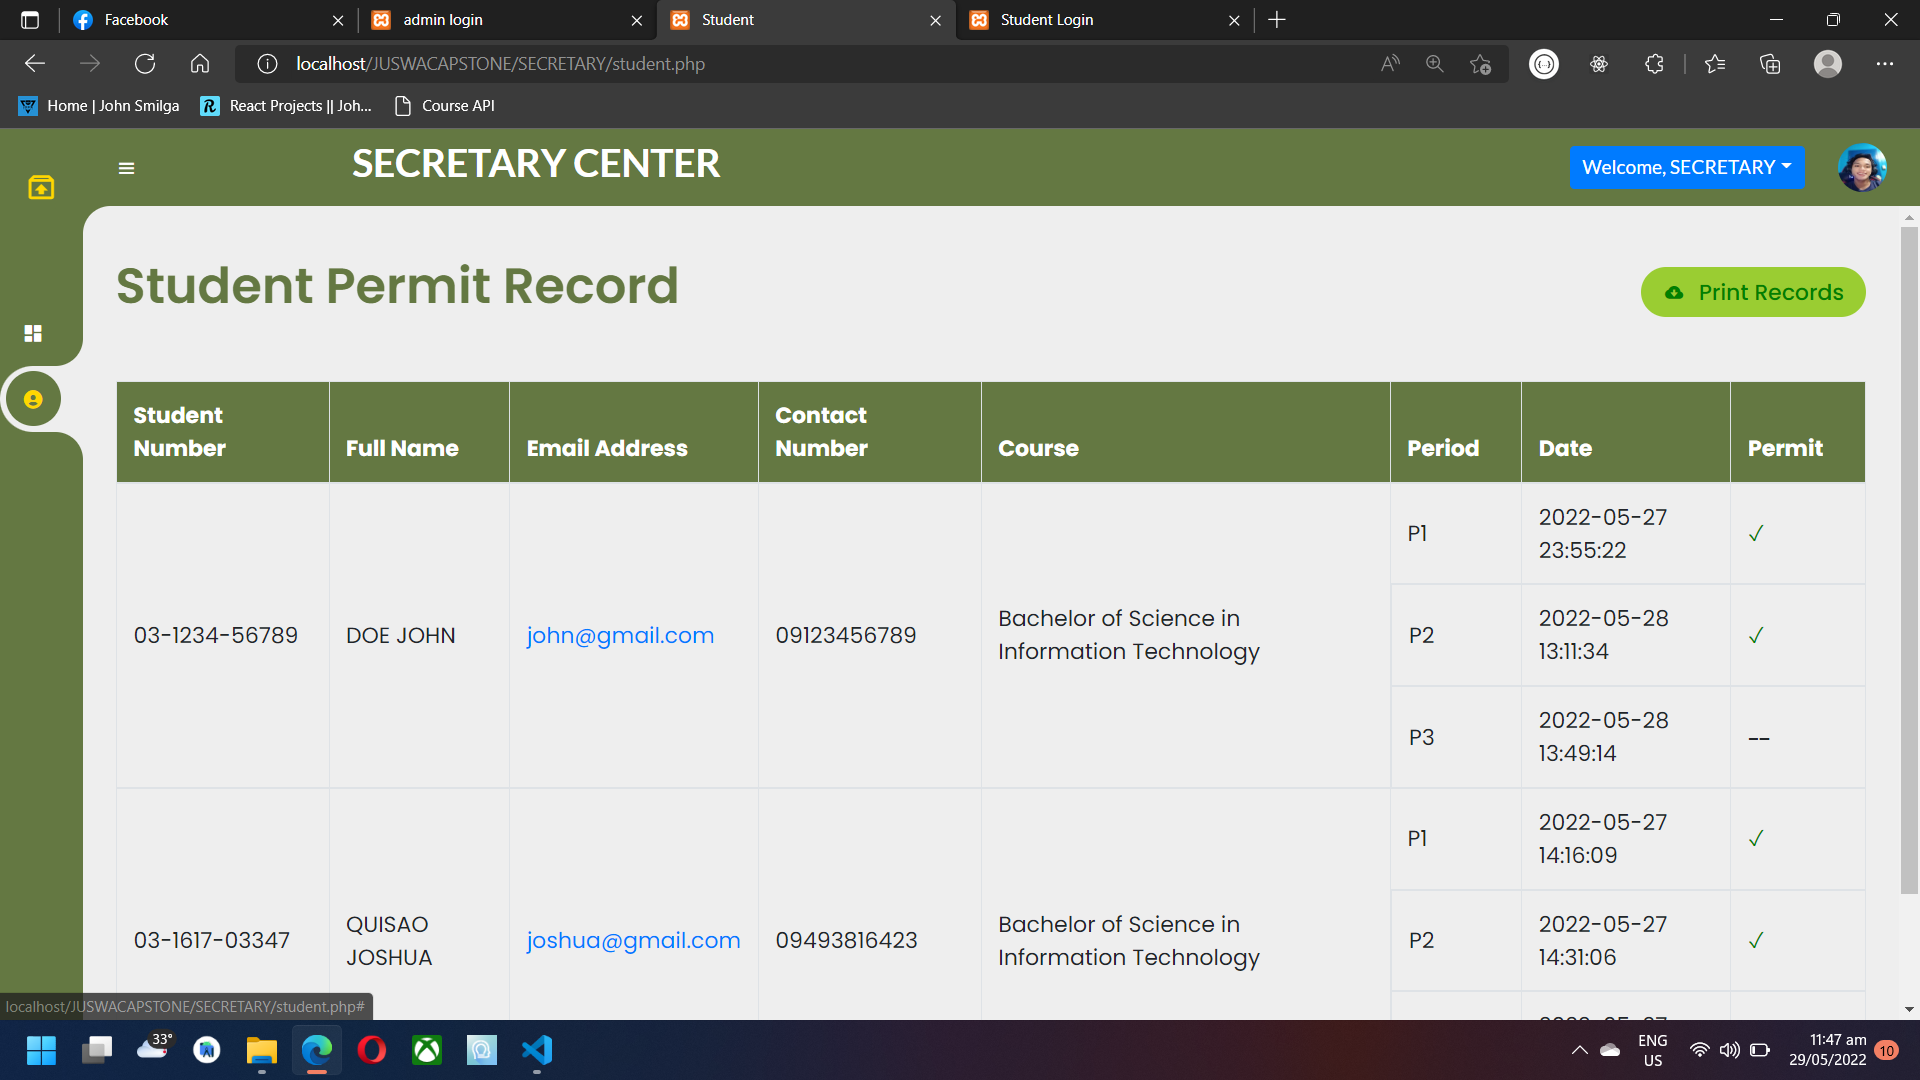 Facebook
admin login
Student
Student Login
localhost/JUSWACAPSTONE/SECRETARY/student.php
Home | John Smilga
React Projects || Joh...
Course API
SECRETARY CENTER
Welcome, SECRETARY
Student Permit Record
Print Records
Student Number
Full Name
Email Address
Contact Number
Course
Period
Date
Permit
03-1234-56789
DOE JOHN
john@gmail.com
09123456789
Bachelor of Science in
Information Technology
P1
2022-05-27
23:55:22
✓
P2
2022-05-28
13:11:34
✓
P3
2022-05-28
13:49:14
--
03-1617-03347
QUISAO
JOSHUA
joshua@gmail.com
09493816423
Bachelor of Science in
Information Technology
P1
2022-05-27
14:16:09
✓
P2
2022-05-27
14:31:06
✓
localhost/JUSWACAPSTONE/SECRETARY/student.php#
33°
ENG
US
11:47 am
29/05/2022
10